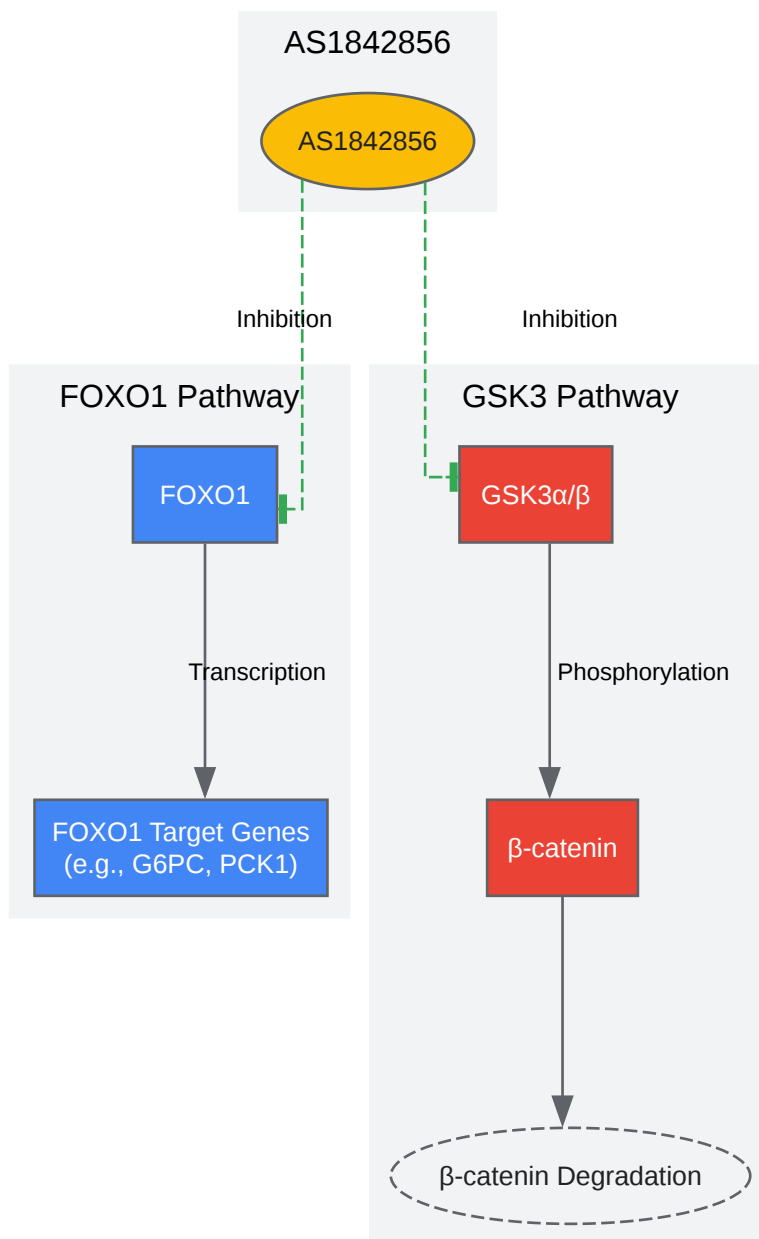 AS1842856
AS1842856
Inhibition
Inhibition
FOXO1 Pathway
GSK3 Pathway
FOXO1
GSK3α/β
Transcription
Phosphorylation
FOXO1 Target Genes
(e.g., G6PC, PCK1)
β-catenin
β-catenin Degradation